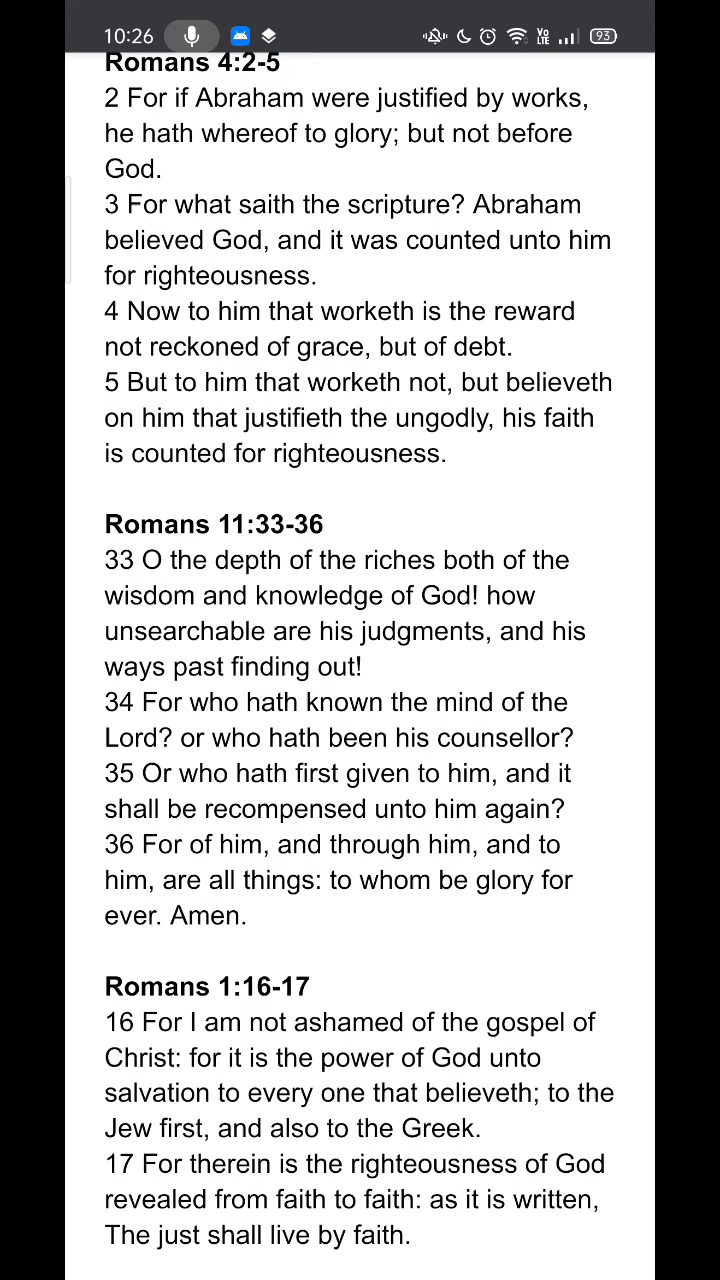 10:26
Vo
LTE
93
Romans 4:2-5
2 For if Abraham were justified by works,
he hath whereof to glory; but not before
God.
3 For what saith the scripture? Abraham
believed God, and it was counted unto him
for righteousness.
4 Now to him that worketh is the reward
not reckoned of grace, but of debt.
5 But to him that worketh not, but believeth
on him that justifieth the ungodly, his faith
is counted for righteousness.
Romans 11:33-36
33 O the depth of the riches both of the
wisdom and knowledge of God! how
unsearchable are his judgments, and his
ways past finding out!
34 For who hath known the mind of the
Lord? or who hath been his counsellor?
35 Or who hath first given to him, and it
shall be recompensed unto him again?
36 For of him, and through him, and to
him, are all things: to whom be glory for
ever. Amen.
Romans 1:16-17
16 For I am not ashamed of the gospel of
Christ: for it is the power of God unto
salvation to every one that believeth; to the
Jew first, and also to the Greek.
17 For therein is the righteousness of God
revealed from faith to faith: as it is written,
The just shall live by faith.